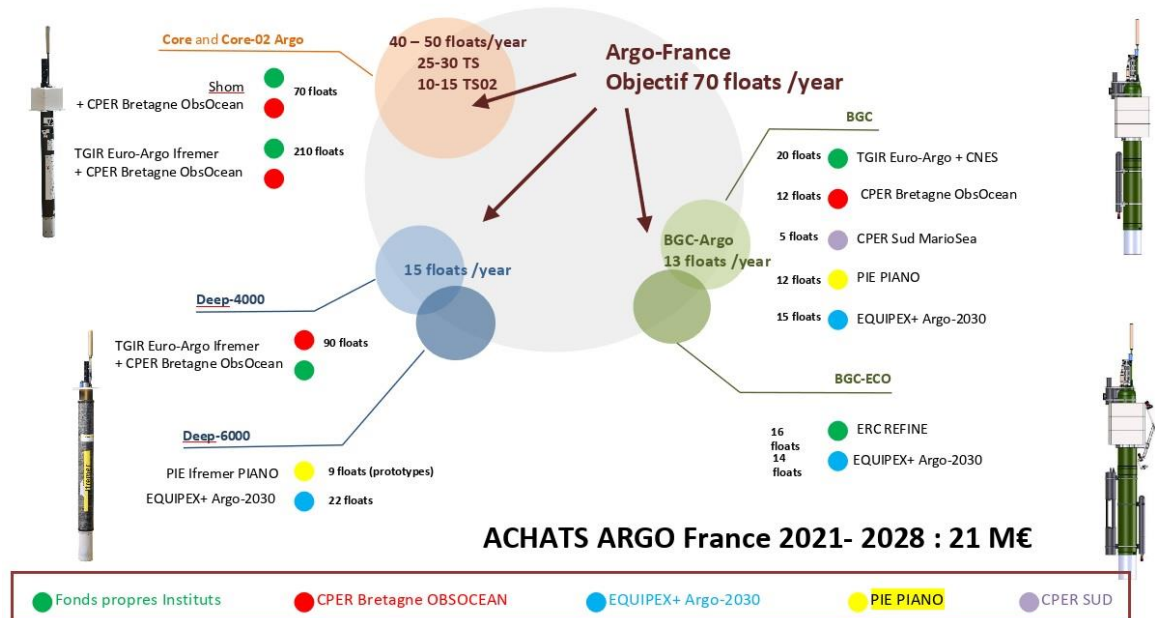 Core and Core-02 Argo
40 – 50 floats/year
25-30 TS
10-15 TS02
Argo-France
Objectif 70 floats /year
Shom
+ CPER Bretagne ObsOcean
70 floats
TGIR Euro-Argo Ifremer
+ CPER Bretagne ObsOcean
210 floats
BGC
20 floats
TGIR Euro-Argo + CNES
12 floats
CPER Bretagne ObsOcean
5 floats
CPER Sud MarioSea
12 floats
PIE PIANO
15 floats
EQUIPEX+ Argo-2030
BGC-Argo
13 floats /year
15 floats /year
Deep-4000
TGIR Euro-Argo Ifremer
+ CPER Bretagne ObsOcean
90 floats
BGC-ECO
16
floats
ERC REFINE
14
floats
EQUIPEX+ Argo-2030
Deep-6000
PIE Ifremer PIANO
9 floats (prototypes)
EQUIPEX+ Argo-2030
22 floats
Ifremer
ACHATS ARGO France 2021- 2028 : 21 M€
Fonds propres Instituts
CPER Bretagne OBSOCEAN
EQUIPEX+ Argo-2030
PIE PIANO
CPER SUD